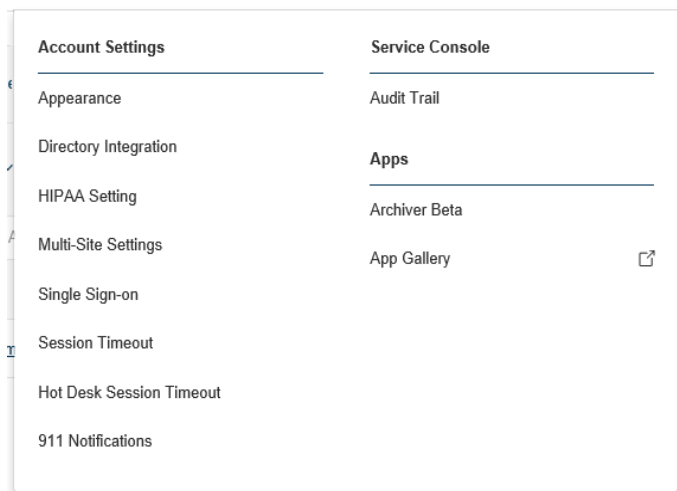 Account Settings
Appearance
Directory Integration
HIPAA Setting
Multi-Site Settings
Single Sign-on
Session Timeout
Hot Desk Session Timeout
911 Notifications
Service Console
Audit Trail
Apps
Archiver Beta
App Gallery